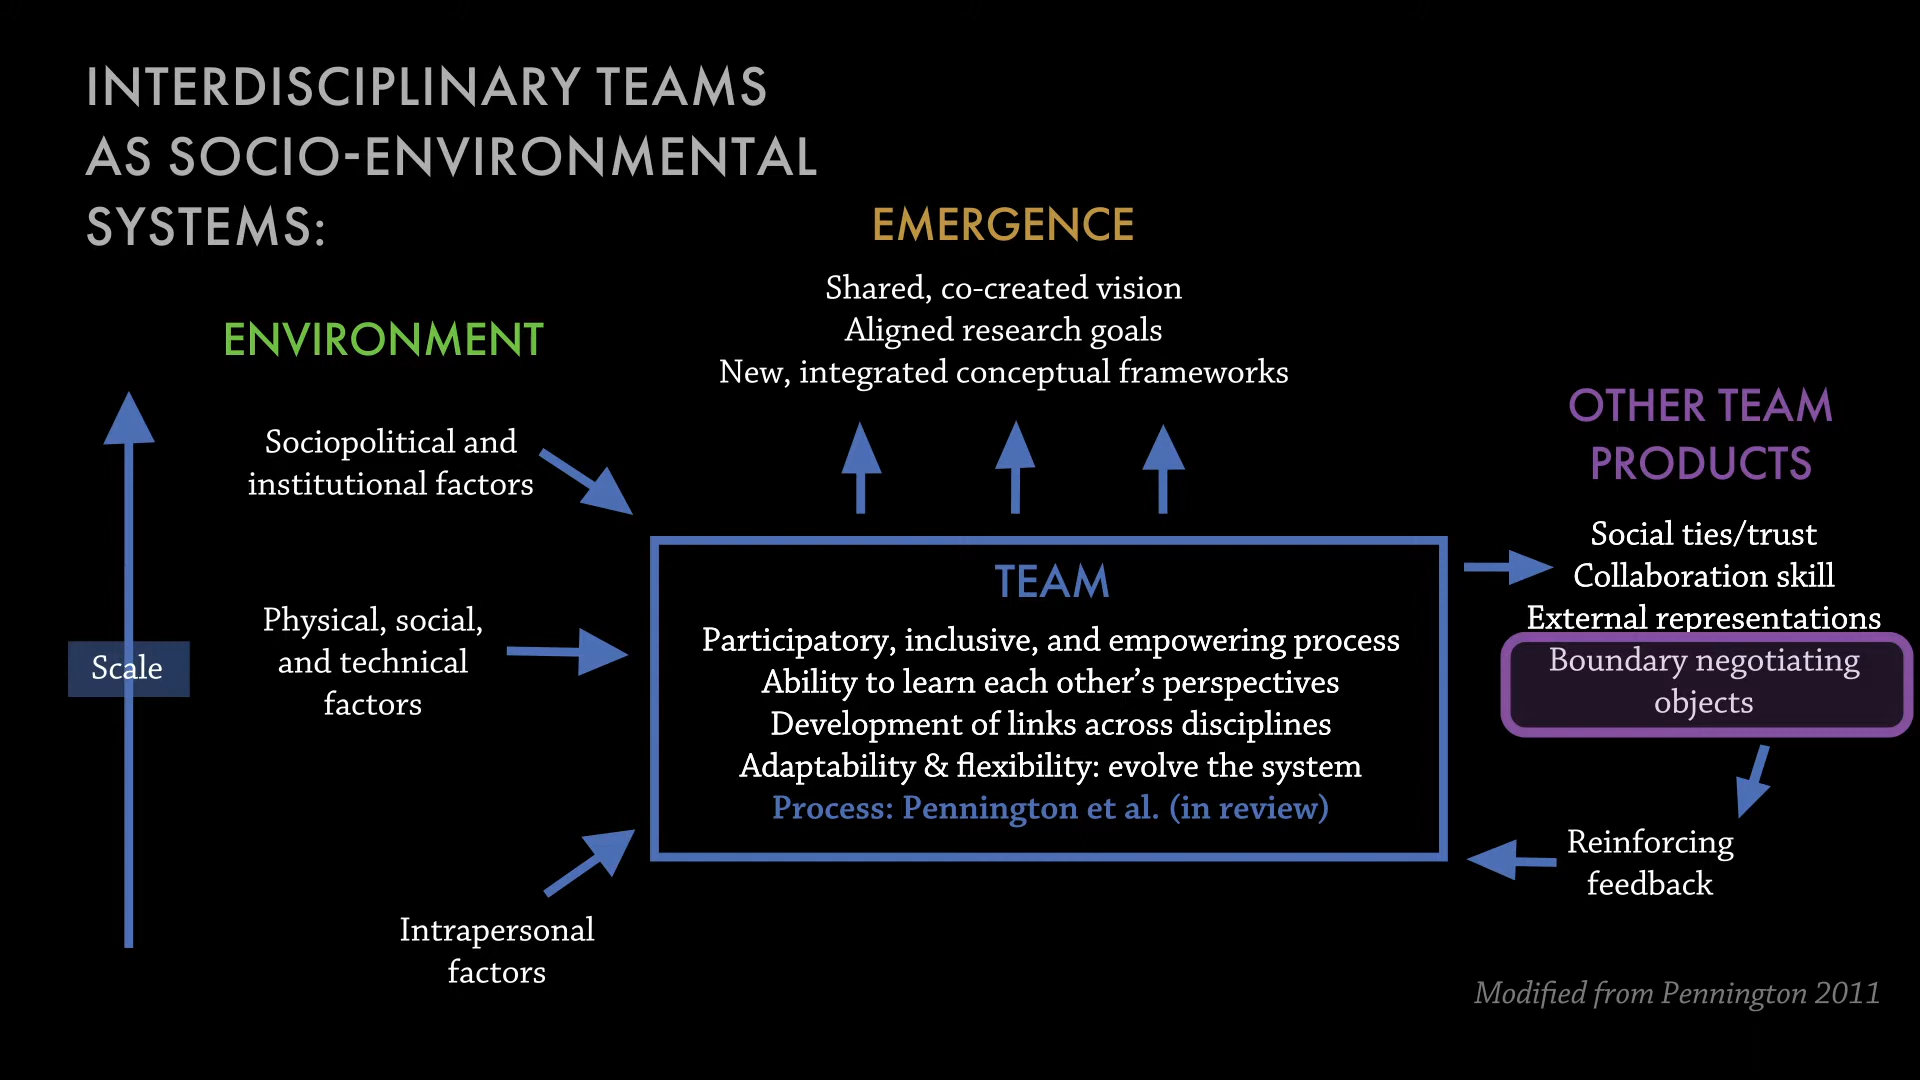 INTERDISCIPLINARY TEAMS
AS SOCIO-ENVIRONMENTAL
SYSTEMS:
EMERGENCE
Shared, co-created vision
Aligned research goals
New, integrated conceptual frameworks
ENVIRONMENT
Sociopolitical and
institutional factors
Physical, social,
and technical
factors
Intrapersonal
factors
Scale
TEAM
Participatory, inclusive, and empowering process
Ability to learn each other’s perspectives
Development of links across disciplines
Adaptability & flexibility: evolve the system
Process: Pennington et al. (in review)
OTHER TEAM
PRODUCTS
Social ties/trust
Collaboration skill
External representations
Boundary negotiating
objects
Reinforcing
feedback
Modified from Pennington 2011